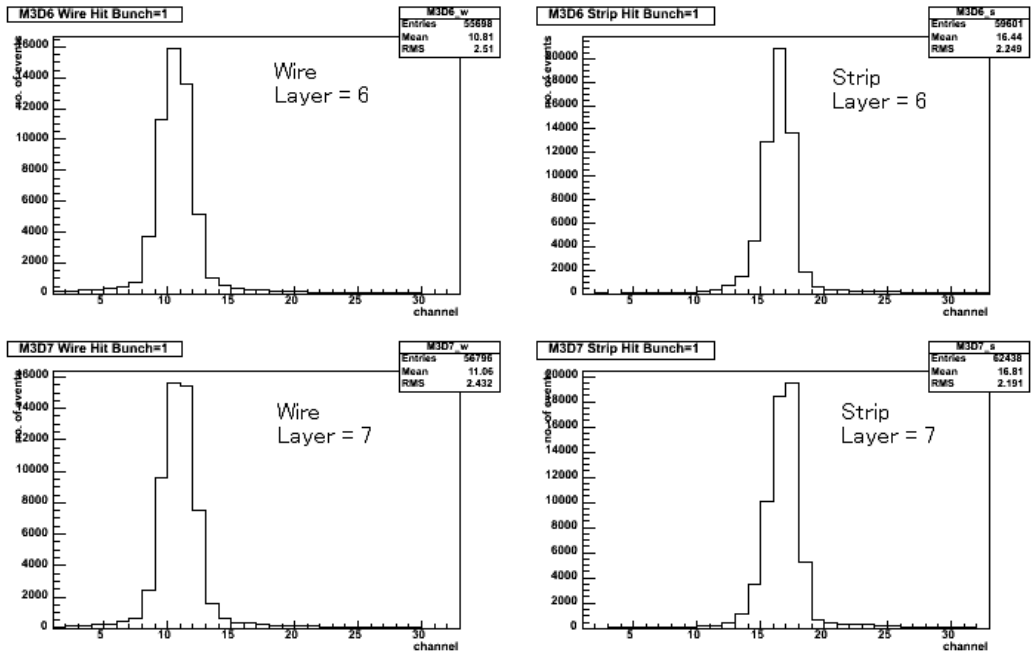 M3D6 Wire Hit Bunch=1
M3D6_w
Entries 55698
Mean 10.81
RMS 2.51
no. of events
16000
14000
12000
10000
8000
6000
4000
2000
0
Wire
Layer = 6
5 10 15 20 25 30
channel
M3D6 Strip Hit Bunch=1
M3D6_s
Entries 59601
Mean 16.44
RMS 2.249
no. of events
20000
18000
16000
14000
12000
10000
8000
6000
4000
2000
0
Strip
Layer = 6
5 10 15 20 25 30
channel
M3D7 Wire Hit Bunch=1
M3D7_w
Entries 56796
Mean 11.06
RMS 2.432
no. of events
16000
14000
12000
10000
8000
6000
4000
2000
0
Wire
Layer = 7
5 10 15 20 25 30
channel
M3D7 Strip Hit Bunch=1
M3D7_s
Entries 62438
Mean 16.81
RMS 2.191
no. of events
20000
18000
16000
14000
12000
10000
8000
6000
4000
2000
0
Strip
Layer = 7
5 10 15 20 25 30
channel